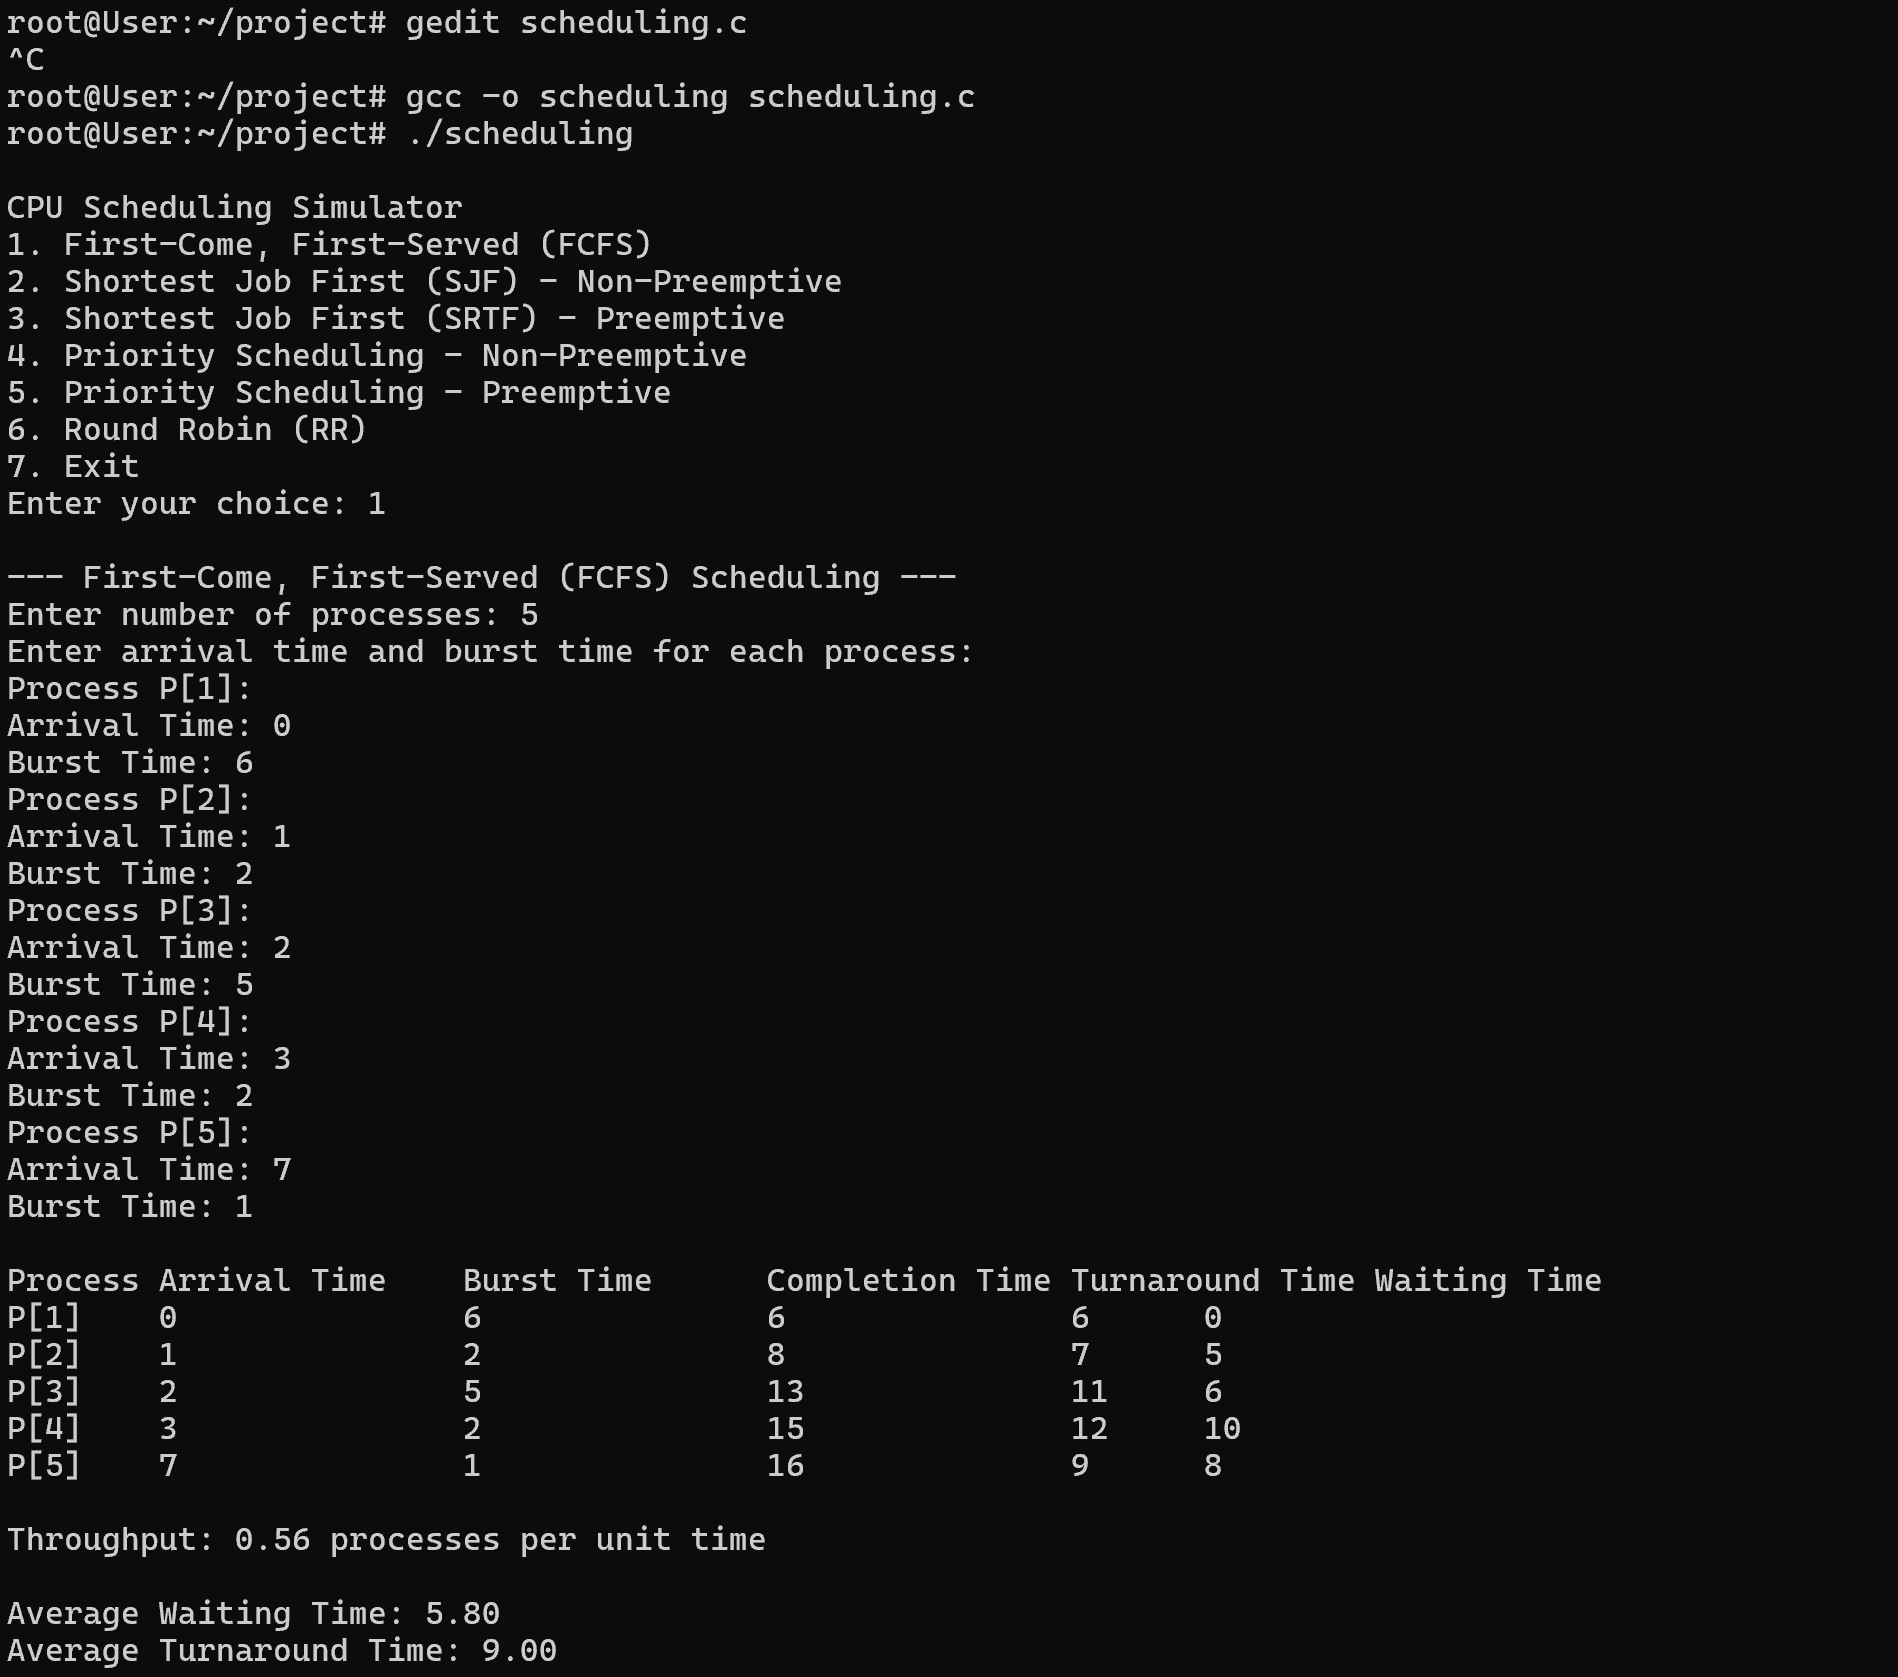 root@User:~/project# gedit scheduling.c
^C
root@User:~/project# gcc -o scheduling scheduling.c
root@User:~/project# ./scheduling

CPU Scheduling Simulator
1. First-Come, First-Served (FCFS)
2. Shortest Job First (SJF) - Non-Preemptive
3. Shortest Job First (SRTF) - Preemptive
4. Priority Scheduling - Non-Preemptive
5. Priority Scheduling - Preemptive
6. Round Robin (RR)
7. Exit
Enter your choice: 1

--- First-Come, First-Served (FCFS) Scheduling ---
Enter number of processes: 5
Enter arrival time and burst time for each process:
Process P[1]:
Arrival Time: 0
Burst Time: 6
Process P[2]:
Arrival Time: 1
Burst Time: 2
Process P[3]:
Arrival Time: 2
Burst Time: 5
Process P[4]:
Arrival Time: 3
Burst Time: 2
Process P[5]:
Arrival Time: 7
Burst Time: 1

Process Arrival Time    Burst Time      Completion Time Turnaround Time Waiting Time
P[1]    0               6               6               6      0
P[2]    1               2               8               7      5
P[3]    2               5               13              11     6
P[4]    3               2               15              12     10
P[5]    7               1               16              9      8

Throughput: 0.56 processes per unit time

Average Waiting Time: 5.80
Average Turnaround Time: 9.00